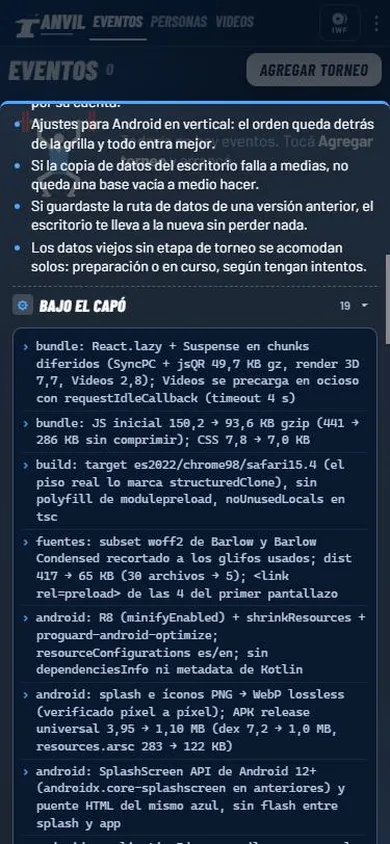 ANVIL EVENTOS PERSONAS VIDEOS
IWF
EVENTOS 0 AGREGAR TORNEO
por su cuenta.
Ajustes para Android en vertical: el orden queda detrás
de la grilla y todo entra mejor.
eventos. Tocá Agregar
Si la copia de datos del escritorio falla a medias, no
queda una base vacía a medio hacer.
Si guardaste la ruta de datos de una versión anterior, el
escritorio te lleva a la nueva sin perder nada.
Los datos viejos sin etapa de torneo se acomodan
solos: preparación o en curso, según tengan intentos.
BAJO EL CAPÓ 19
› bundle: React.lazy + Suspense en chunks
diferidos (SyncPC + jsQR 49,7 KB gz, render 3D
7,7, Videos 2,8); Videos se precarga en ocioso
con requestIdleCallback (timeout 4 s)
› bundle: JS inicial 150,2 → 93,6 KB gzip (441 →
286 KB sin comprimir); CSS 7,8 → 7,0 KB
› build: target es2022/chrome98/safari15.4 (el
piso real lo marca structuredClone), sin
polyfill de modulepreload, noUnusedLocals en
tsc
› fuentes: subset woff2 de Barlow y Barlow
Condensed recortado a los glifos usados; dist
417 → 65 KB (30 archivos → 5); <link
rel=preload> de las 4 del primer pantallazo
› android: R8 (minifyEnabled) + shrinkResources +
proguard-android-optimize;
resourceConfigurations es/en; sin
dependenciesInfo ni metadata de Kotlin
› android: splash e íconos PNG → WebP lossless
(verificado píxel a píxel); APK release
universal 3,95 → 1,10 MB (dex 7,2 → 1,0 MB,
resources.arsc 283 → 122 KB)
› android: SplashScreen API de Android 12+
(androidx.core-splashscreen en anteriores) y
puente HTML del mismo azul, sin flash entre
splash y app